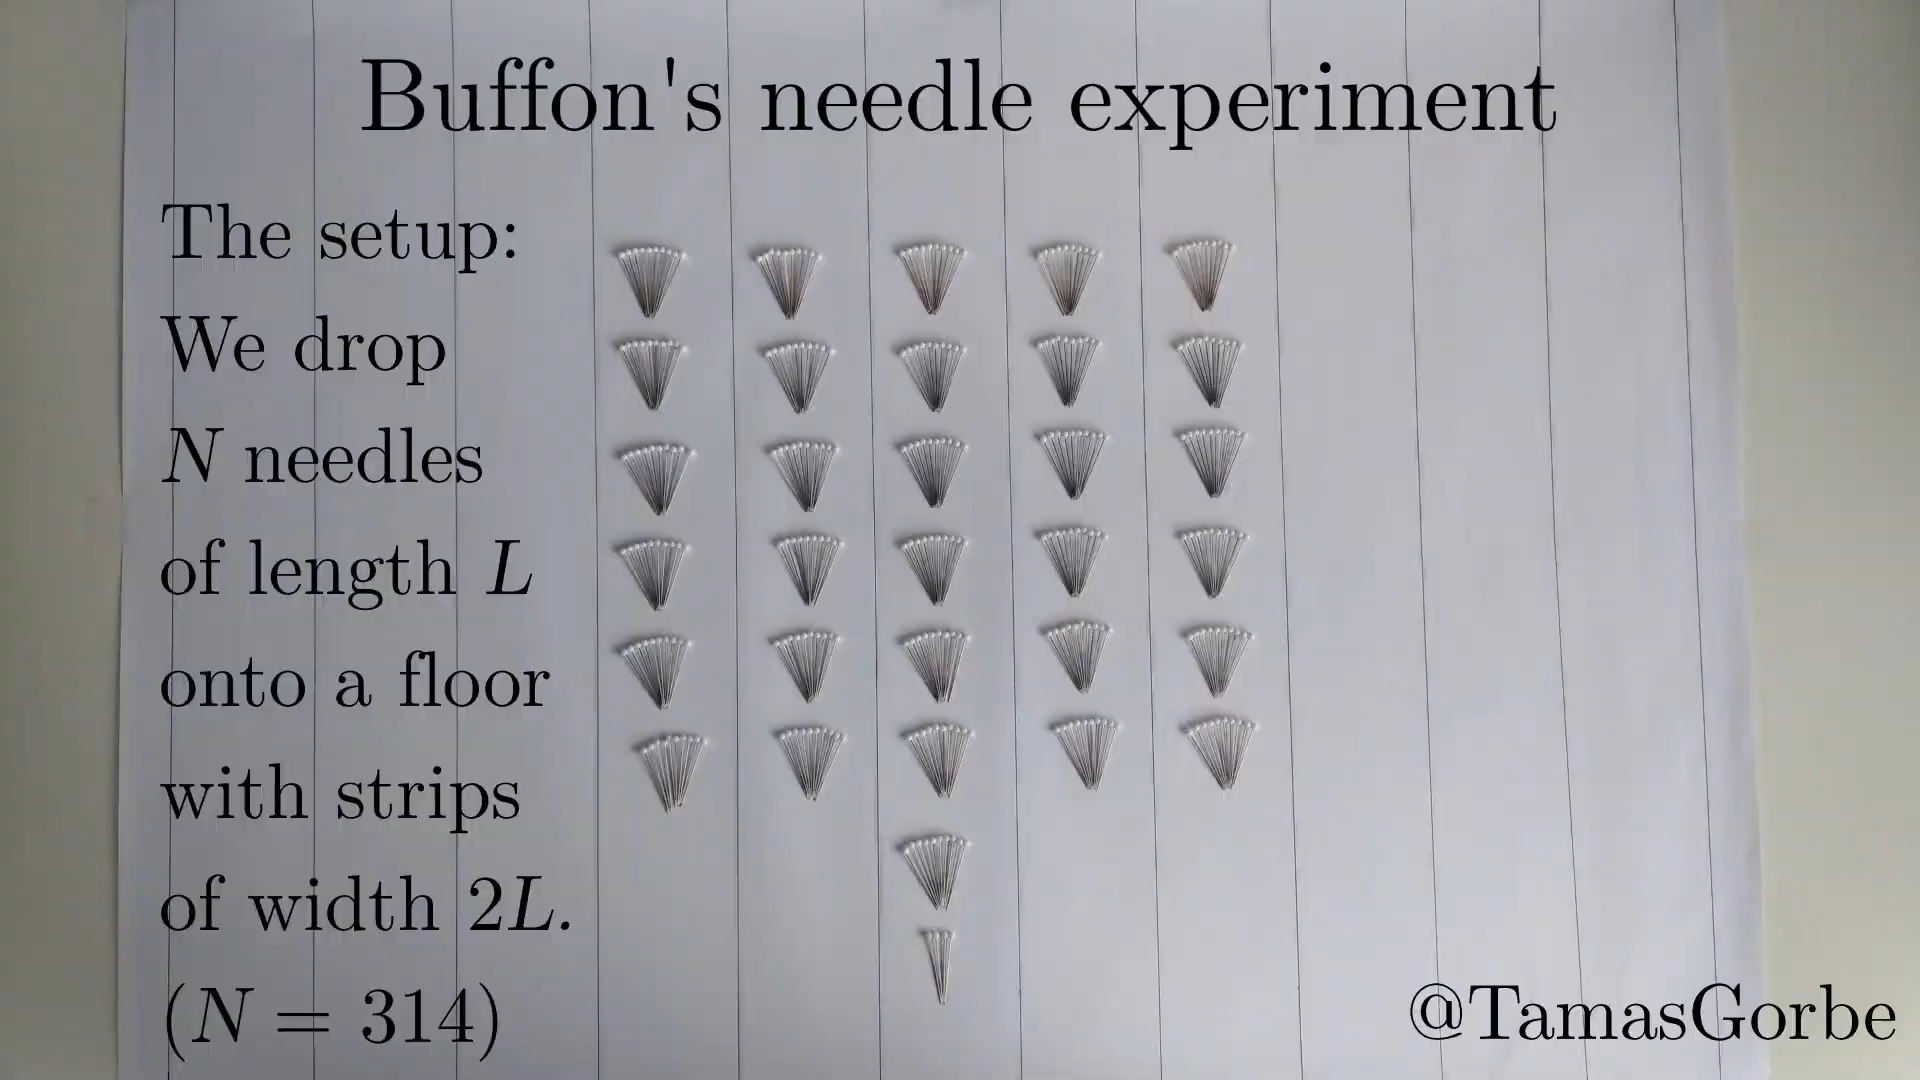 Buffon's needle experiment
The setup:
We drop
N needles
of length L
onto a floor
with strips
of width 2L.
(N = 314)
@TamasGorbe